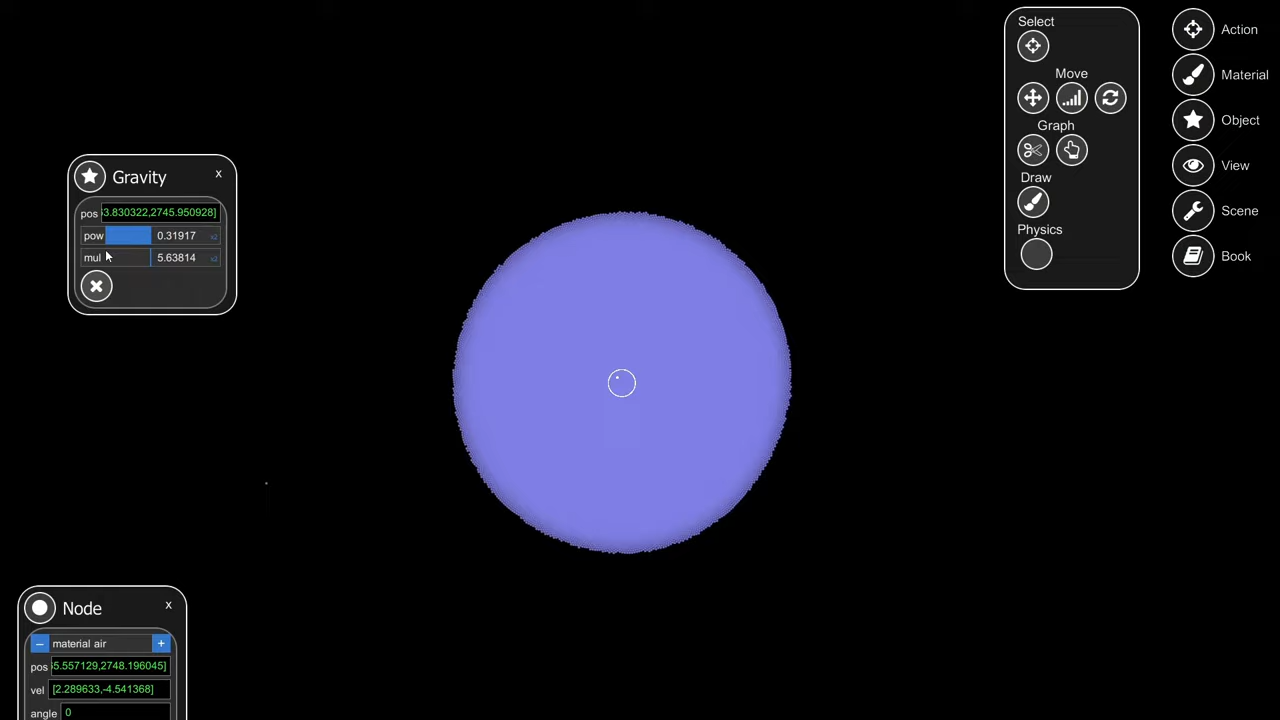 Select
Move
Graph
Draw
Physics
Action
Material
Object
View
Scene
Book
Gravity x
pos 3.830322,2745.950928]
pow 0.31917 x2
mul 5.63814 x2
Node x
– material air +
pos 5.557129,2748.196045]
vel [2.289633,-4.541368]
angle 0